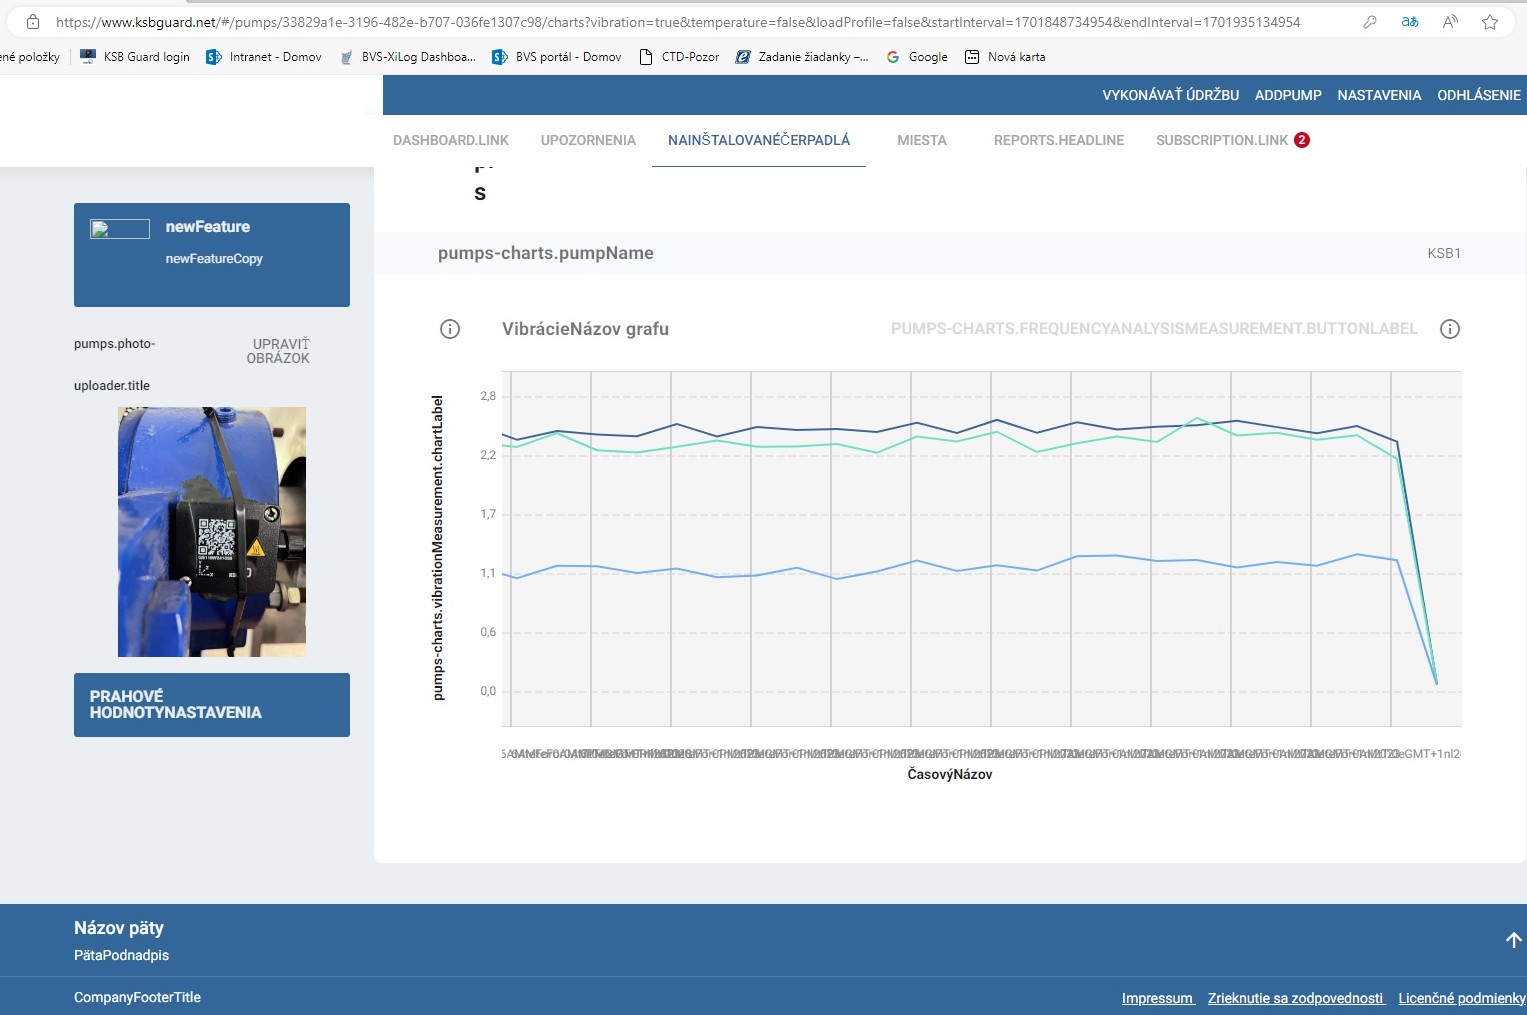 https://www.ksbguard.net/#/pumps/33829a1e-3196-482e-b707-036fe1307c98/charts?vibration=true&temperature=false&loadProfile=false&startInterval=1701848734954&endInterval=1701935134954
ené položky KSB Guard login Intranet - Domov BVS-XiLog Dashboa... BVS portál - Domov CTD-Pozor Zadanie žiadanky –... Google Nová karta
VYKONÁVAŤ ÚDRŽBU ADDPUMP NASTAVENIA ODHLÁSENIE
DASHBOARD.LINK UPOZORNENIA NAINŠTALOVANÉČERPADLÁ MIESTA REPORTS.HEADLINE SUBSCRIPTION.LINK 2
s
newFeature
newFeatureCopy
pumps-charts.pumpName KSB1
pumps.photo-
uploader.title
UPRAVIŤ
OBRÁZOK
PRAHOVÉ
HODNOTYNASTAVENIA
VibrácieNázov grafu PUMPS-CHARTS.FREQUENCYANALYSISMEASUREMENT.BUTTONLABEL
pumps-charts.vibrationMeasurement.chartLabel
2,8
2,2
1,7
1,1
0,6
0,0
ČasovýNázov
Názov päty
PätaPodnadpis
CompanyFooterTitle
Impressum Zrieknutie sa zodpovednosti Licenčné podmienky